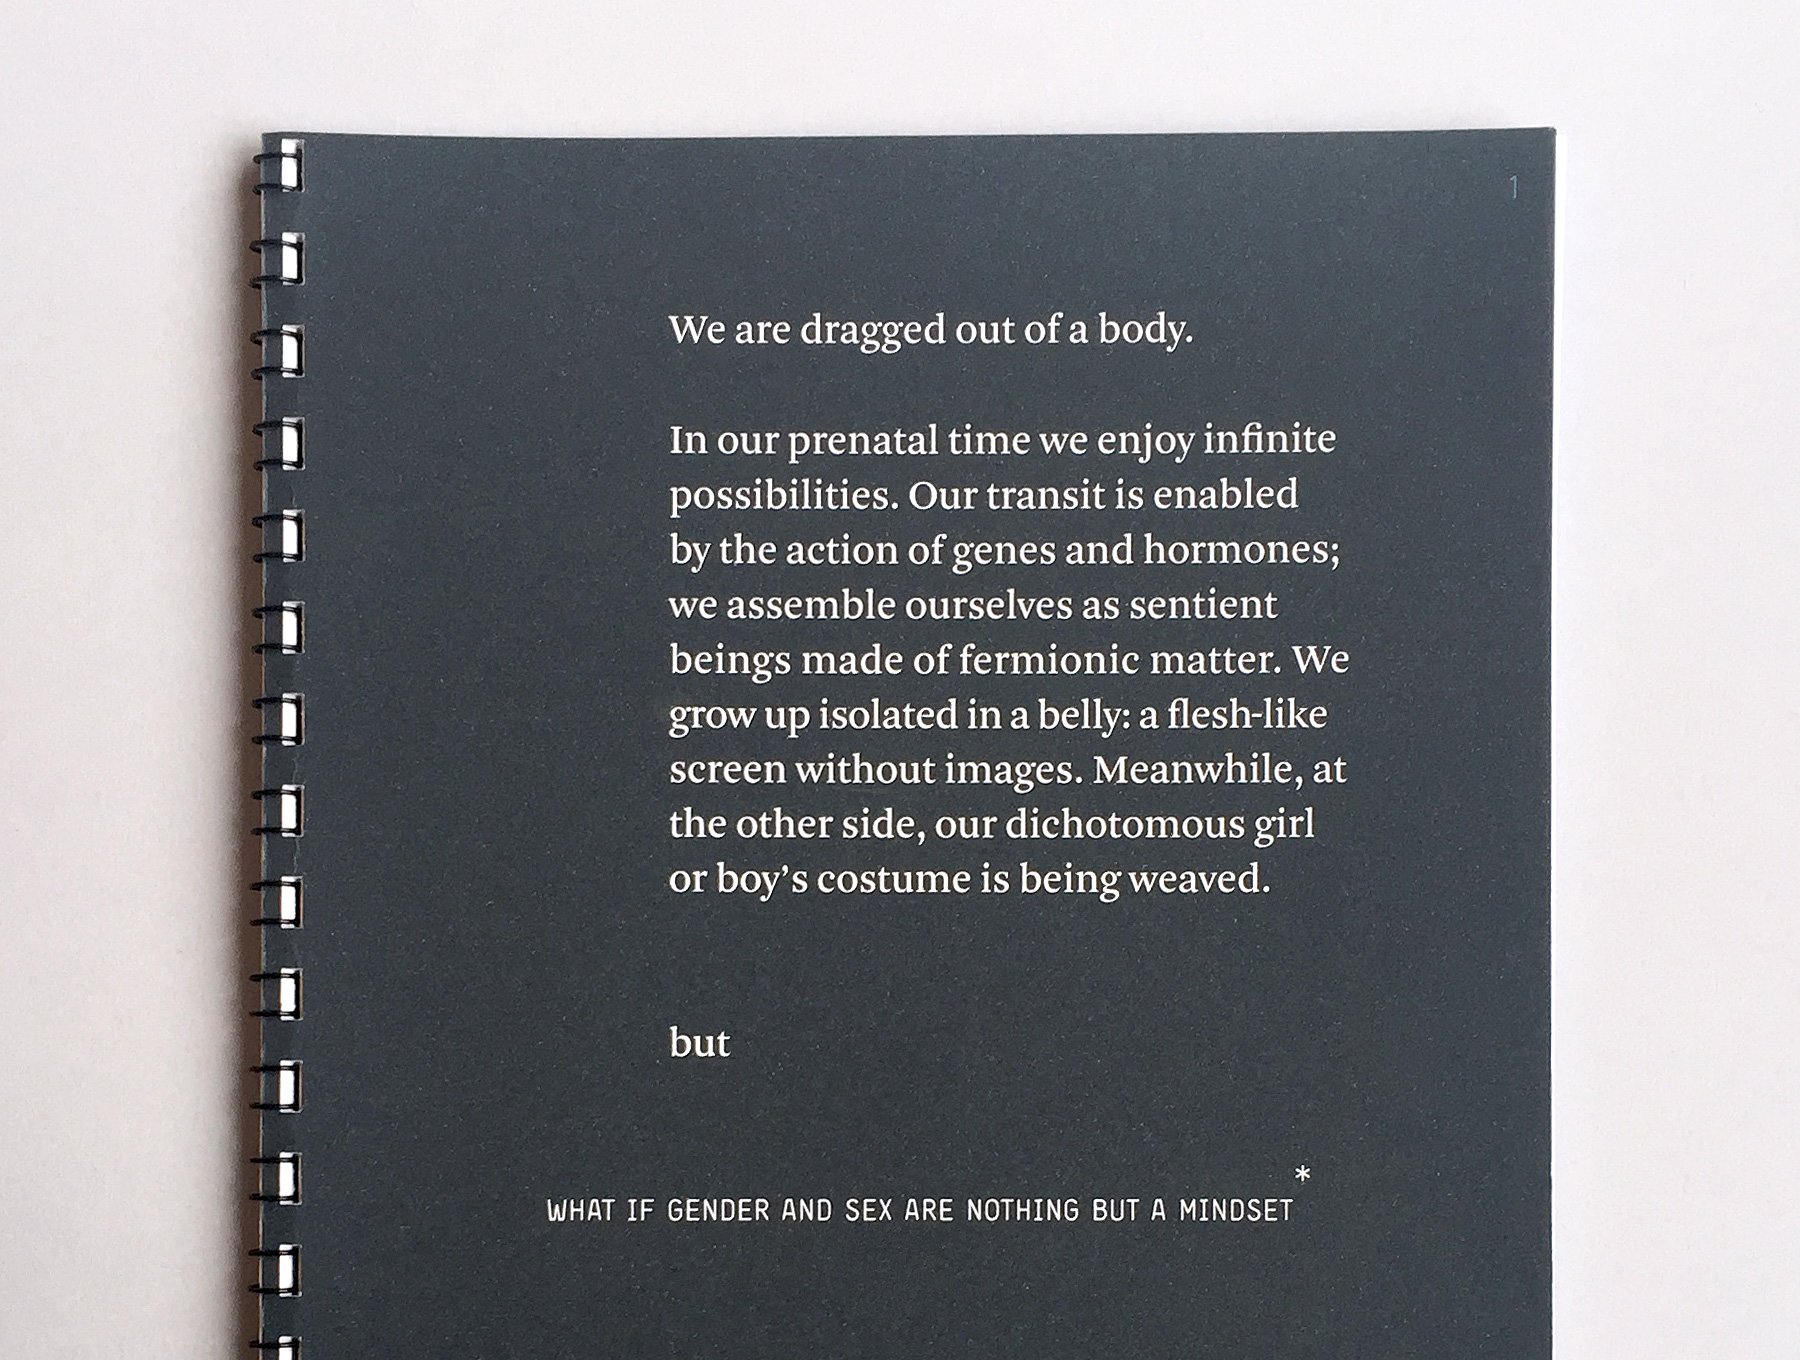 1
We are dragged out of a body.
In our prenatal time we enjoy infinite
possibilities. Our transit is enabled
by the action of genes and hormones;
we assemble ourselves as sentient
beings made of fermionic matter. We
grow up isolated in a belly: a flesh-like
screen without images. Meanwhile, at
the other side, our dichotomous girl
or boy’s costume is being weaved.
but
WHAT IF GENDER AND SEX ARE NOTHING BUT A MINDSET*